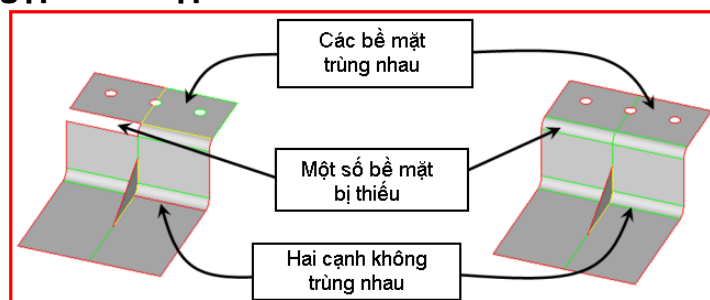 Các bề mặt
trùng nhau
Một số bề mặt
bị thiếu
Hai cạnh không
trùng nhau